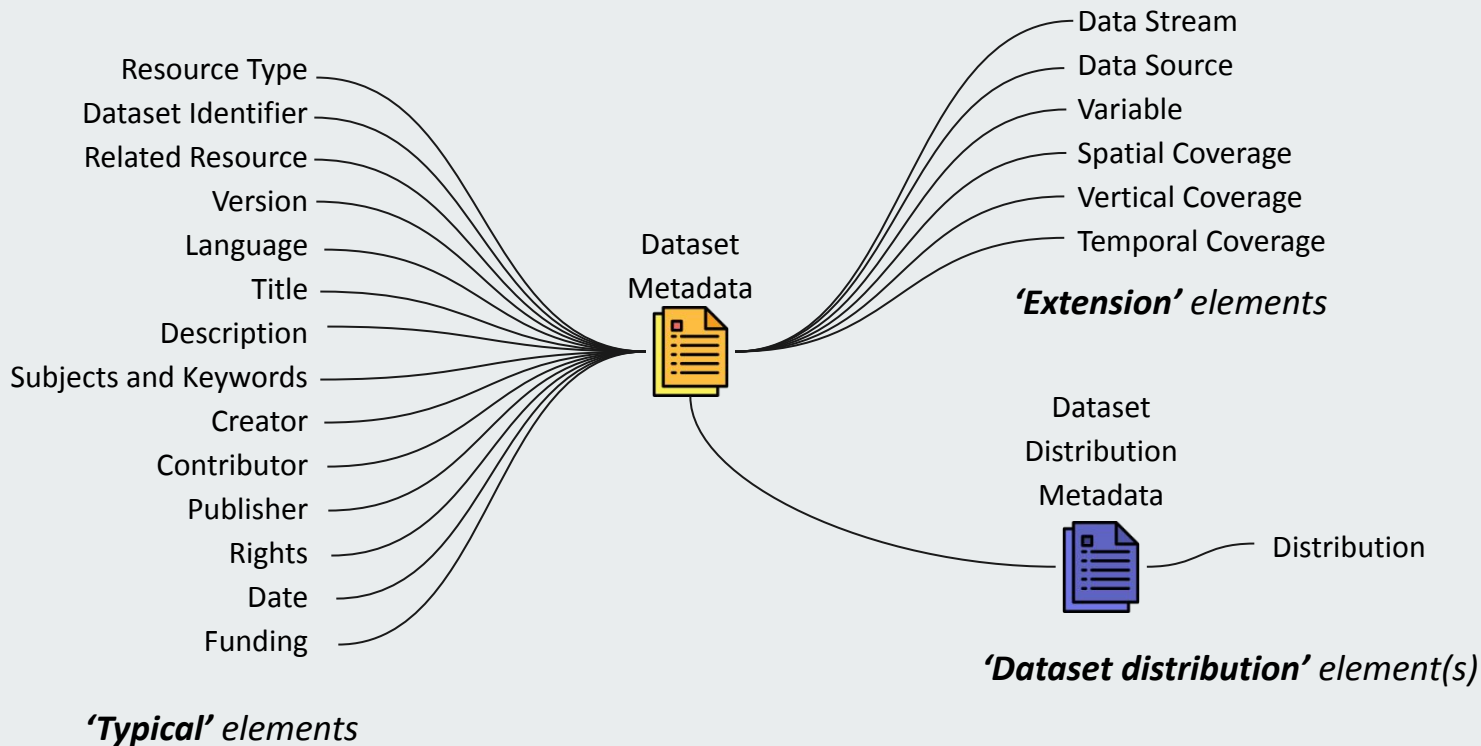 Resource Type
Dataset Identifier
Related Resource
Version
Language
Title
Description
Subjects and Keywords
Creator
Contributor
Publisher
Rights
Date
Funding
‘Typical’ elements
Dataset
Metadata
Data Stream
Data Source
Variable
Spatial Coverage
Vertical Coverage
Temporal Coverage
‘Extension’ elements
Dataset
Distribution
Metadata
Distribution
‘Dataset distribution’ element(s)